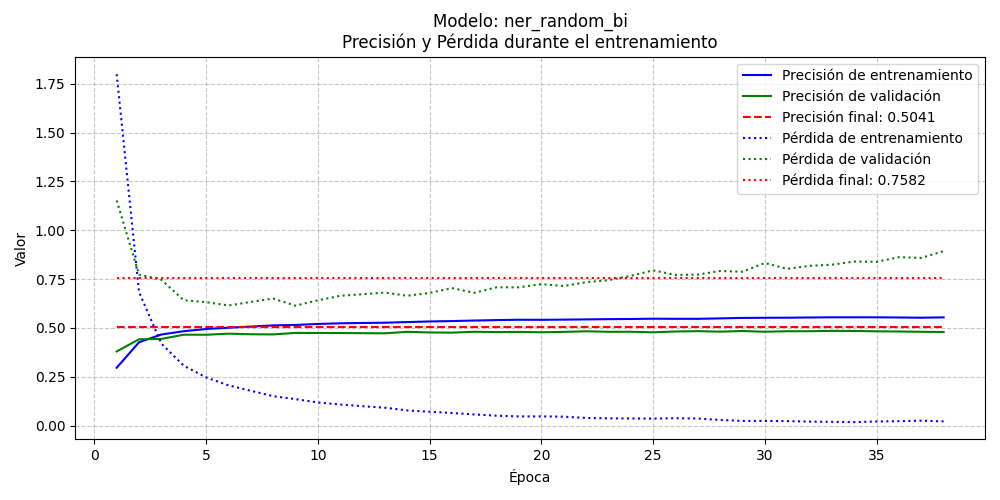 Modelo: ner_random_bi
Precisión y Pérdida durante el entrenamiento
Precisión de entrenamiento
Precisión de validación
Precisión final: 0.5041
Pérdida de entrenamiento
Pérdida de validación
Pérdida final: 0.7582
Valor
1.75
1.50
1.25
1.00
0.75
0.50
0.25
0.00
0 5 10 15 20 25 30 35
Época